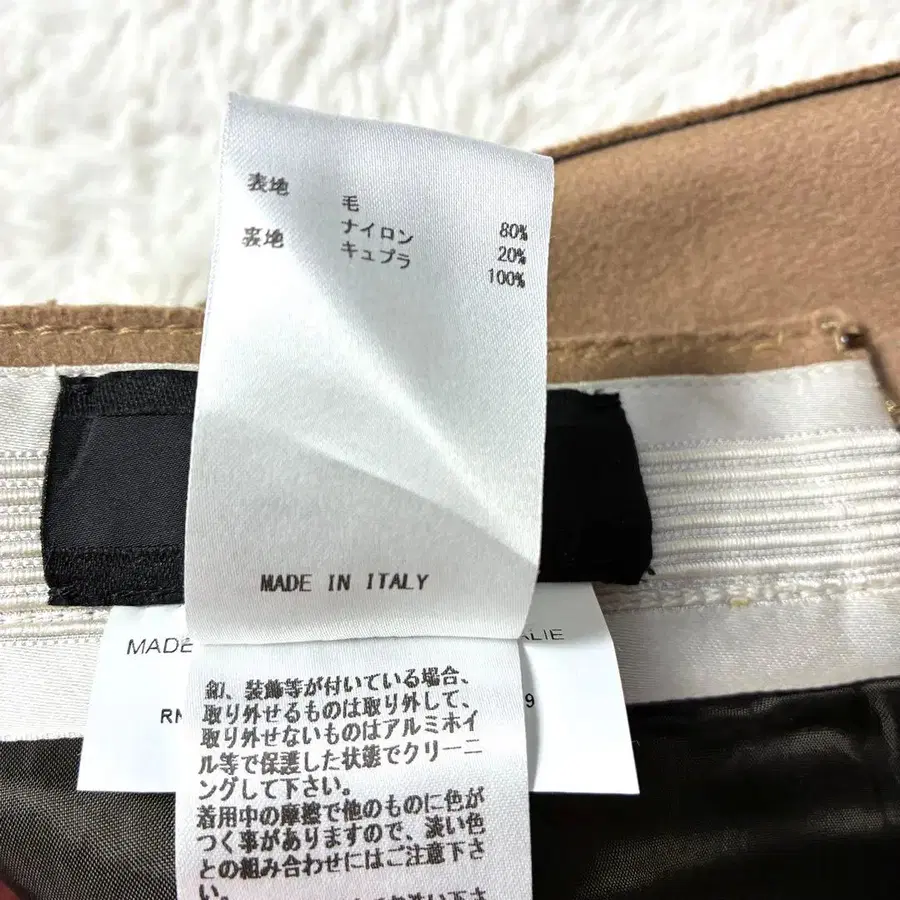 表地 毛 80%
ナイロン 20%
裏地 キュプラ 100%
MADE IN ITALY
MADE
ALIE
RN
9
釦、装飾等が付いている場合、
取り外せるものは取り外して、
取り外せないものはアルミホイ
ル等で保護した状態でクリーニ
ングして下さい。
着用中の摩擦で他のものに色が
つく事がありますので、淡い色
との組み合わせにはご注意下さ
い。